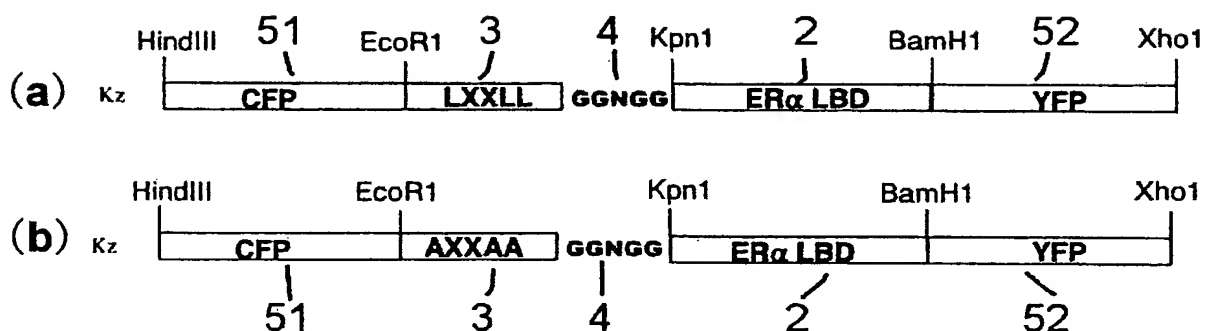 51 3 4 2 52
HindIII EcoR1 Kpn1 BamH1 Xho1
(a) Kz CFP LXXLL GGNGG ERα LBD YFP
HindIII EcoR1 Kpn1 BamH1 Xho1
(b) Kz CFP AXXAA GGNGG ERα LBD YFP
51 3 4 2 52